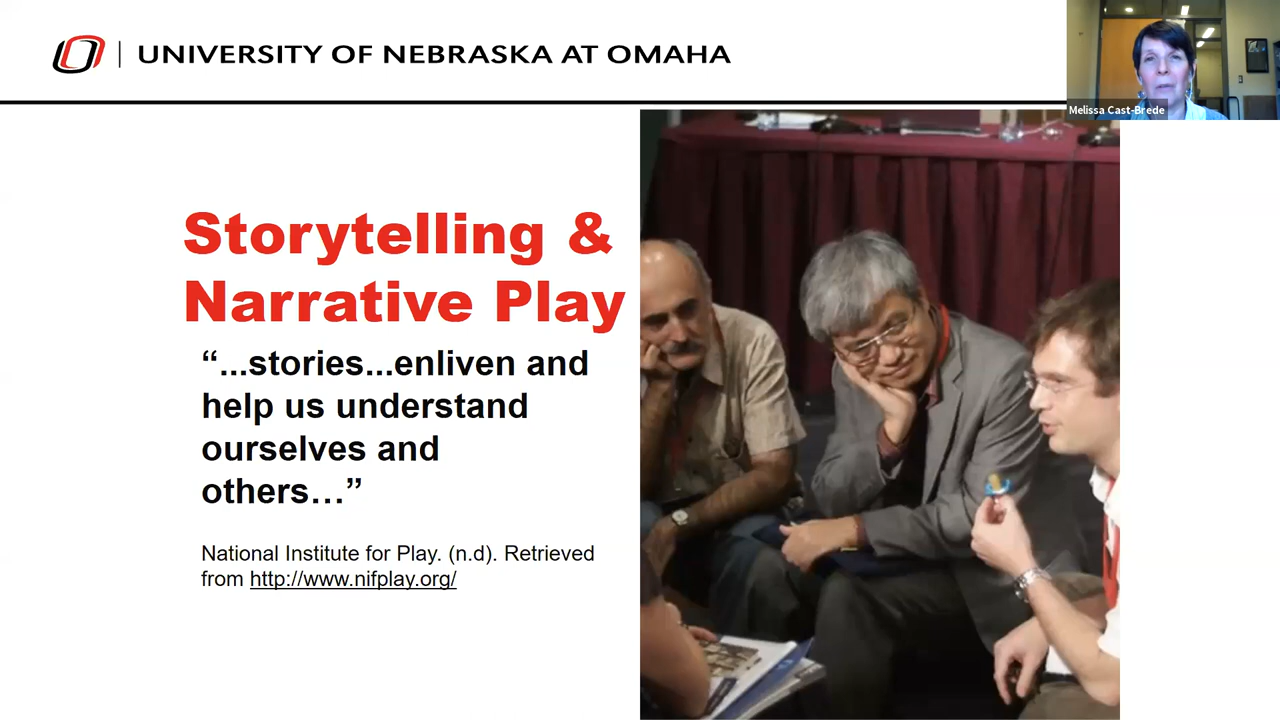 UNIVERSITY OF NEBRASKA AT OMAHA
Melissa Cast-Brede
Storytelling &
Narrative Play
“...stories...enliven and
help us understand
ourselves and
others…”
National Institute for Play. (n.d). Retrieved
from http://www.nifplay.org/